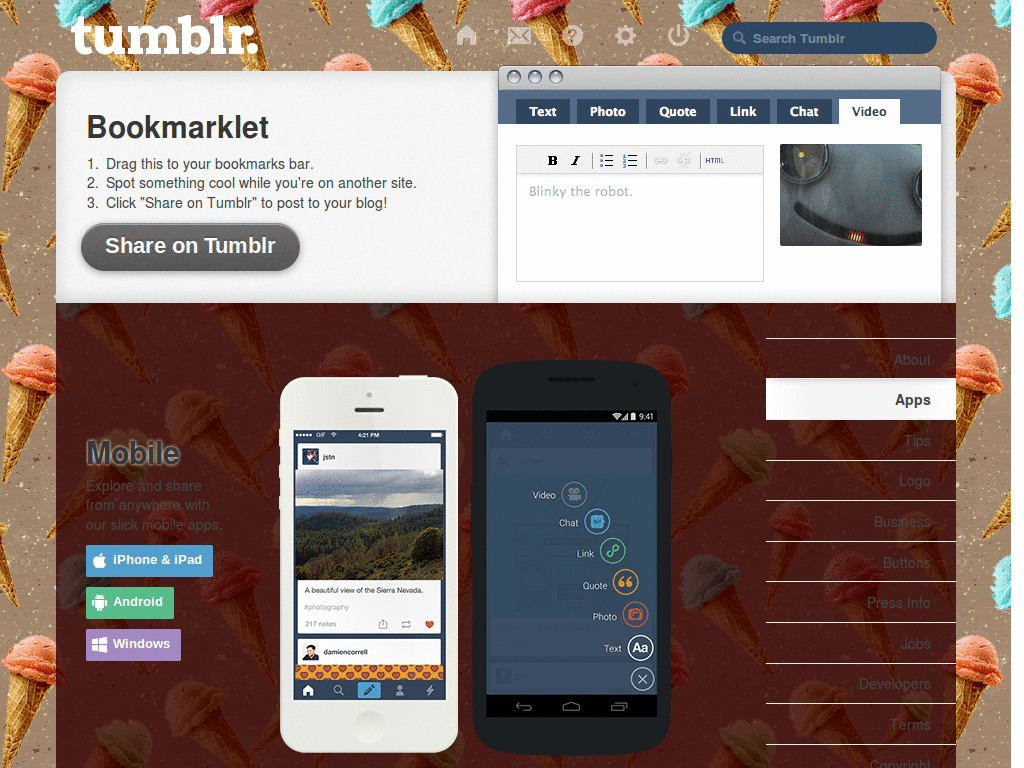 tumblr.
Search Tumblr
Bookmarklet
1. Drag this to your bookmarks bar.
2. Spot something cool while you're on another site.
3. Click "Share on Tumblr" to post to your blog!
Share on Tumblr
Text Photo Quote Link Chat Video
B I HTML
Blinky the robot.
About
Apps
Tips
Logo
Business
Buttons
Press Info
Jobs
Developers
Terms
Copyright
Mobile
Explore and share
from anywhere with
our slick mobile apps.
iPhone & iPad
Android
Windows
GIF 4:21 PM
jstn
A beautiful view of the Sierra Nevada.
#photography
217 notes
damiencorrell
9:41
Video
Chat
Link
Quote
Photo
Text Aa